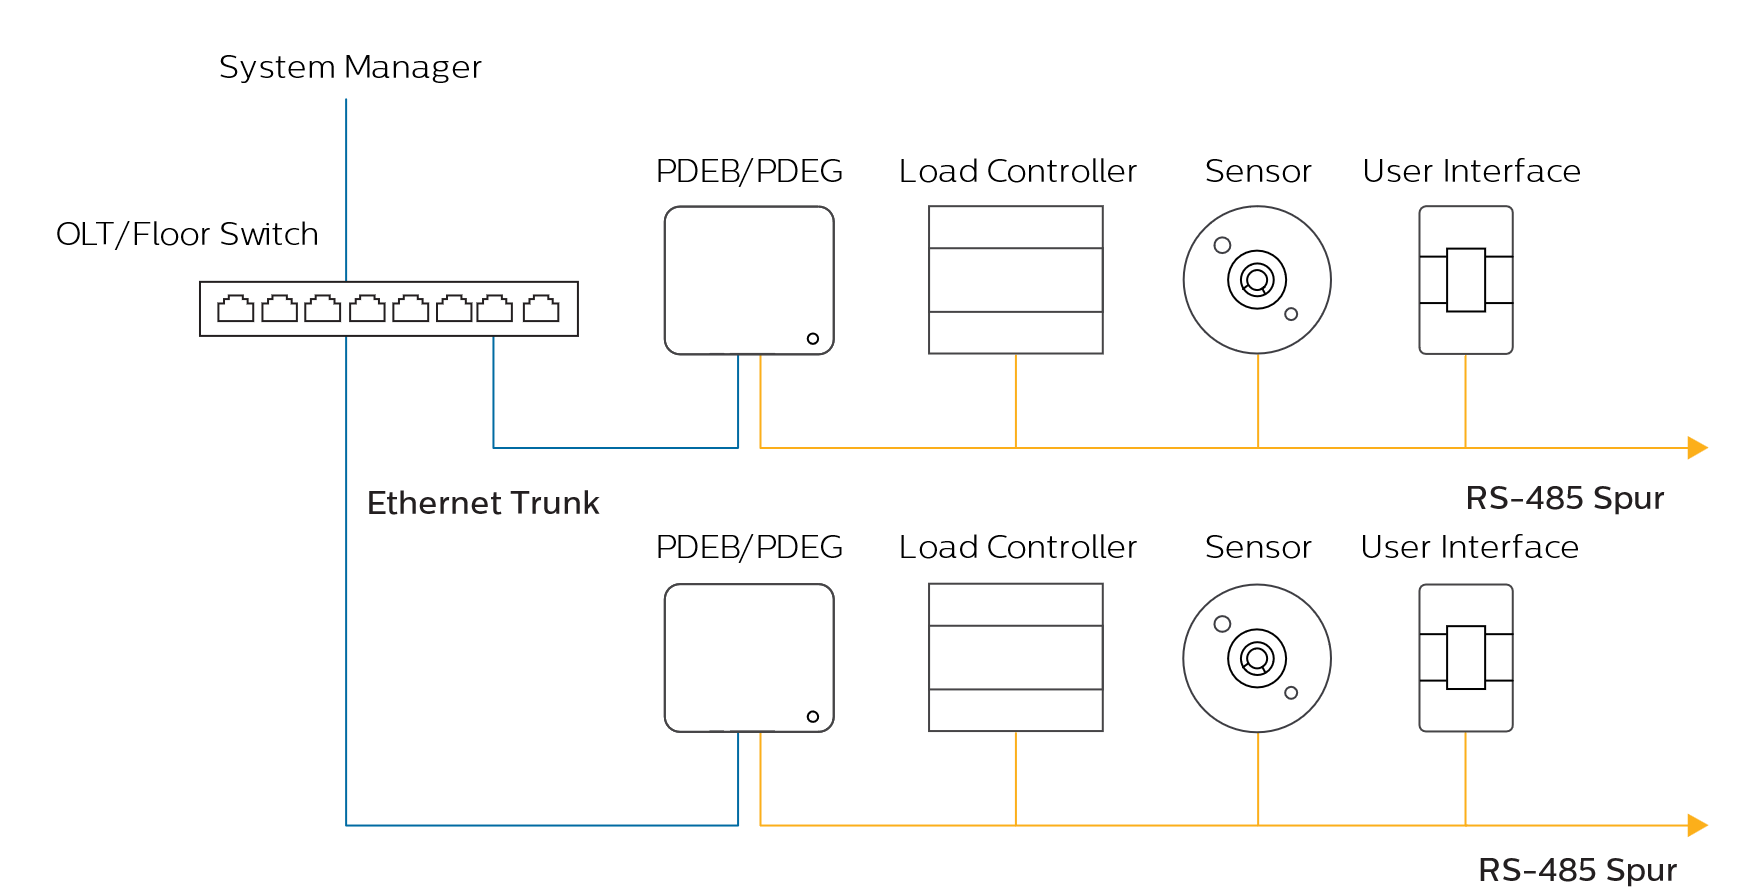 System Manager
PDEB/PDEG
Load Controller
Sensor
User Interface
OLT/Floor Switch
Ethernet Trunk
RS-485 Spur
PDEB/PDEG
Load Controller
Sensor
User Interface
RS-485 Spur